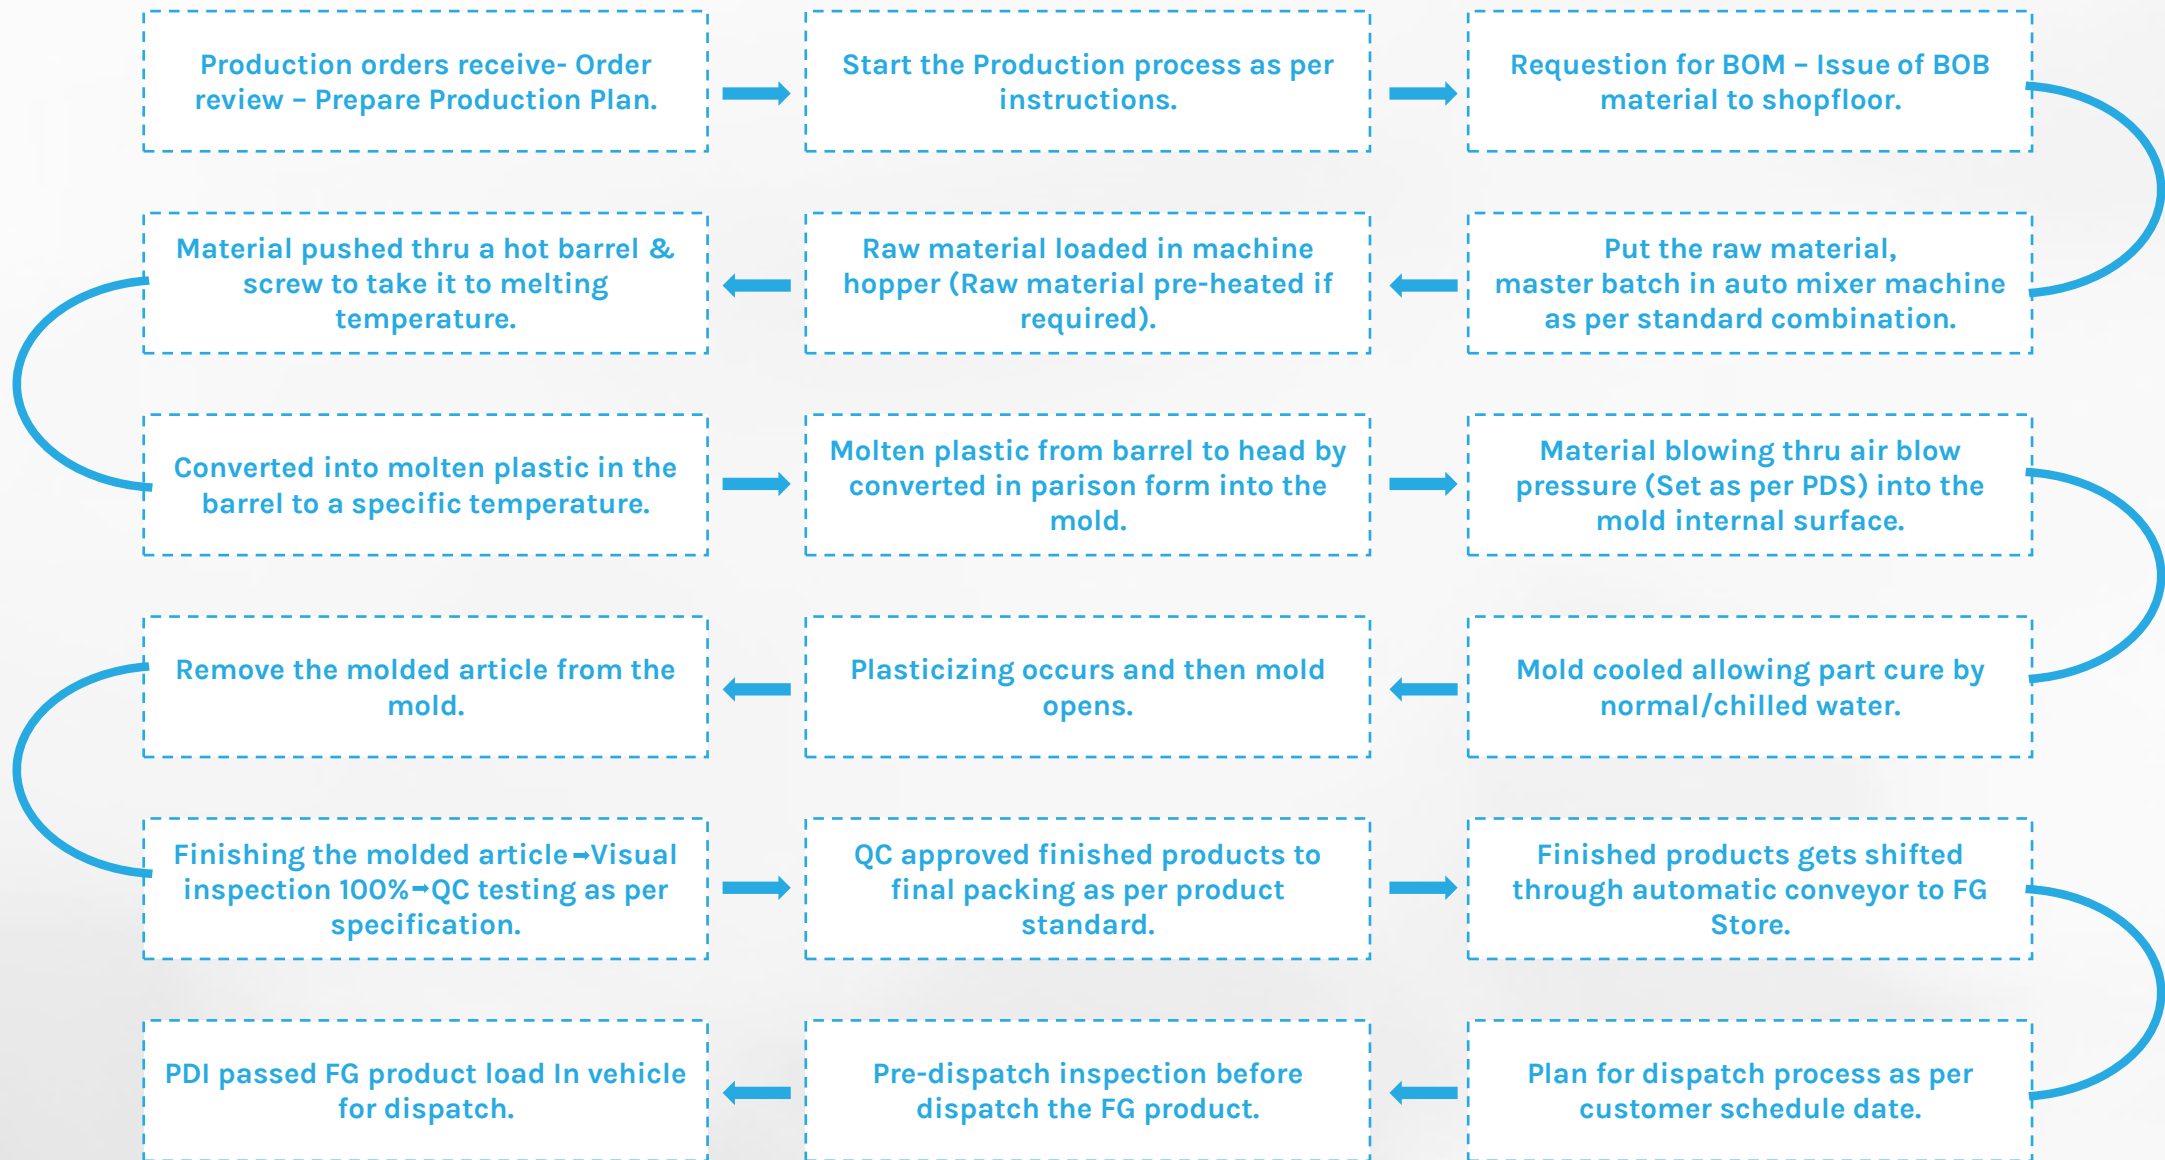 Production orders receive- Order
review – Prepare Production Plan.
Start the Production process as per
instructions.
Requestion for BOM – Issue of BOB
material to shopfloor.
Put the raw material,
master batch in auto mixer machine
as per standard combination.
Raw material loaded in machine
hopper (Raw material pre-heated if
required).
Material pushed thru a hot barrel &
screw to take it to melting
temperature.
Converted into molten plastic in the
barrel to a specific temperature.
Molten plastic from barrel to head by
converted in parison form into the
mold.
Material blowing thru air blow
pressure (Set as per PDS) into the
mold internal surface.
Mold cooled allowing part cure by
normal/chilled water.
Plasticizing occurs and then mold
opens.
Remove the molded article from the
mold.
Finishing the molded article➡Visual
inspection 100%➡QC testing as per
specification.
QC approved finished products to
final packing as per product
standard.
Finished products gets shifted
through automatic conveyor to FG
Store.
Plan for dispatch process as per
customer schedule date.
Pre-dispatch inspection before
dispatch the FG product.
PDI passed FG product load In vehicle
for dispatch.